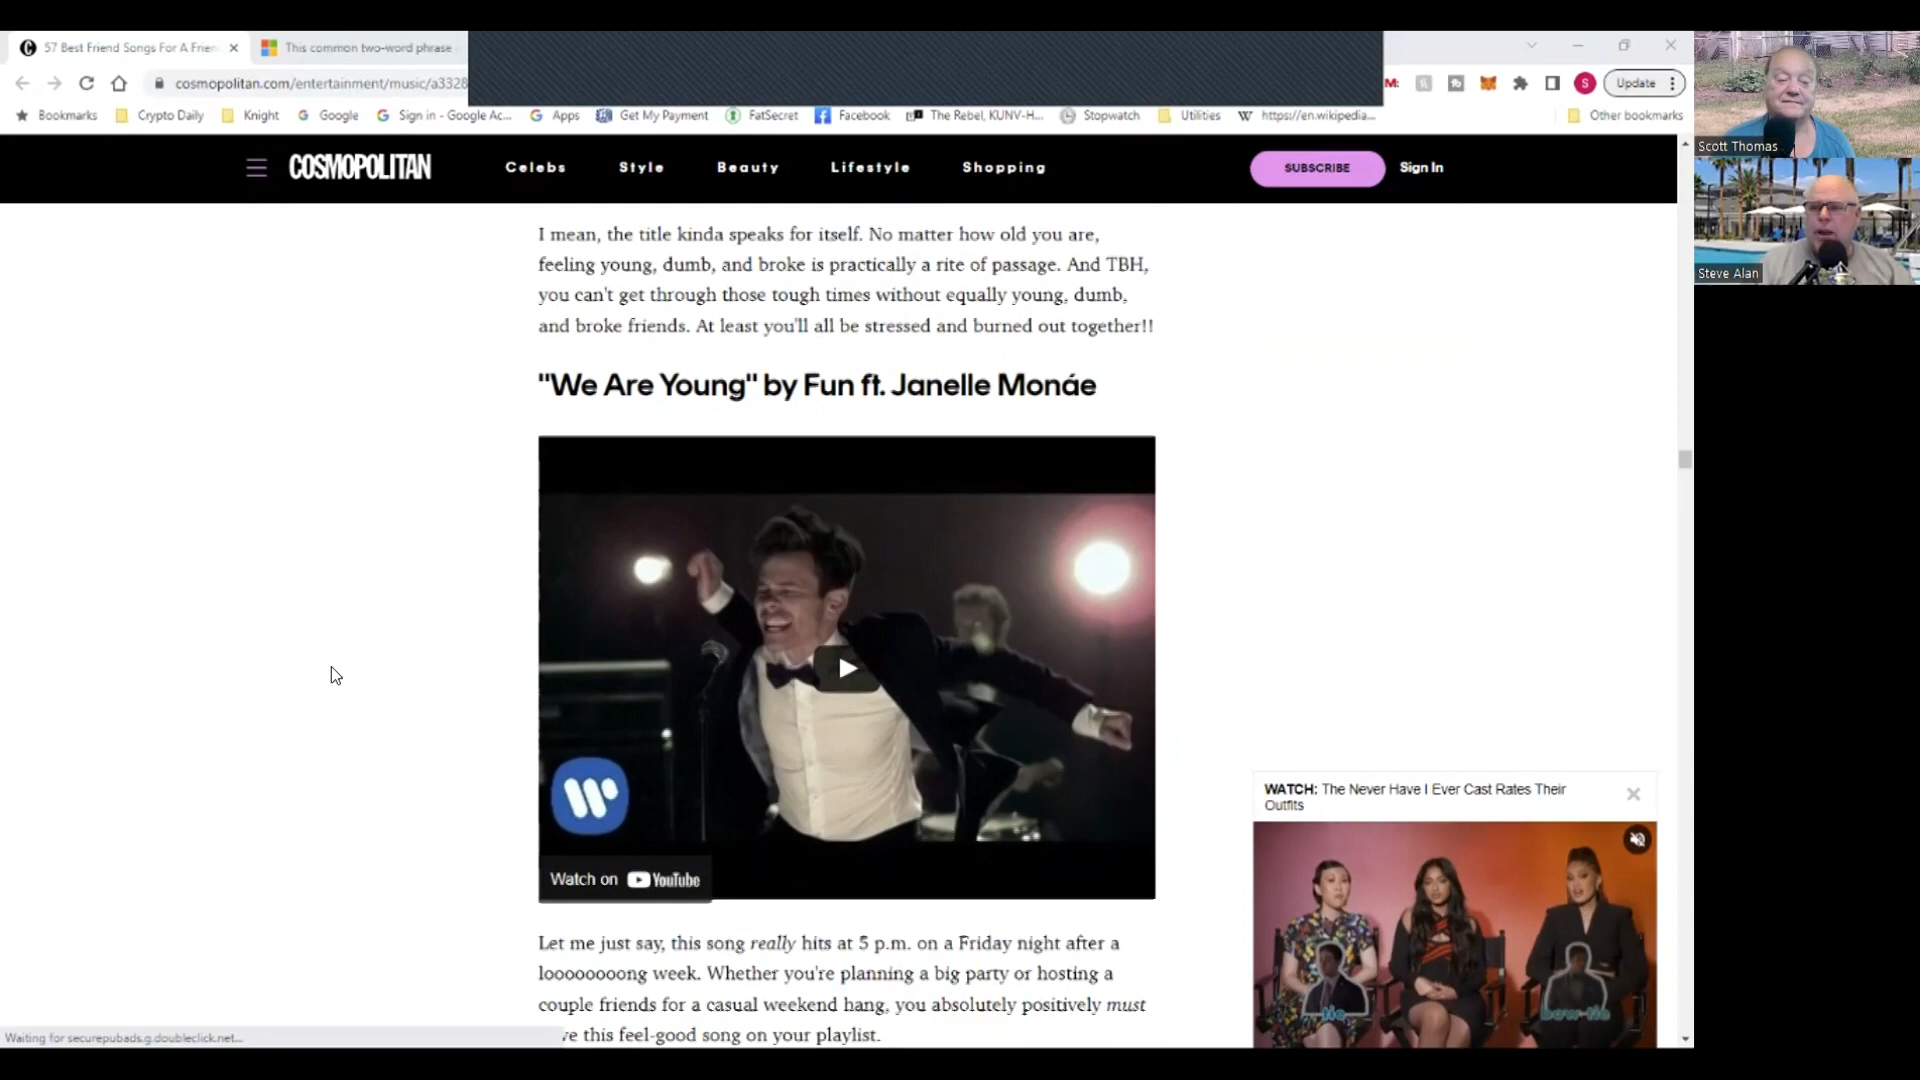 57 Best Friend Songs For A Frien
This common two-word phrase
cosmopolitan.com/entertainment/music/a3328
M:
S
Update
Bookmarks
Crypto Daily
Knight
Google
Sign in - Google Ac...
Apps
Get My Payment
FatSecret
Facebook
The Rebel, KUNV-H...
Stopwatch
Utilities
https://en.wikipedia...
Other bookmarks
COSMOPOLITAN
Celebs
Style
Beauty
Lifestyle
Shopping
SUBSCRIBE
Sign In
Scott Thomas
Steve Alan
I mean, the title kinda speaks for itself. No matter how old you are,
feeling young, dumb, and broke is practically a rite of passage. And TBH,
you can't get through those tough times without equally young, dumb,
and broke friends. At least you'll all be stressed and burned out together!!
"We Are Young" by Fun ft. Janelle Monáe
Watch on YouTube
WATCH: The Never Have I Ever Cast Rates Their
Outfits
tie
bow-tie
Let me just say, this song really hits at 5 p.m. on a Friday night after a
looooooooong week. Whether you're planning a big party or hosting a
couple friends for a casual weekend hang, you absolutely positively must
ve this feel-good song on your playlist.
Waiting for securepubads.g.doubleclick.net...